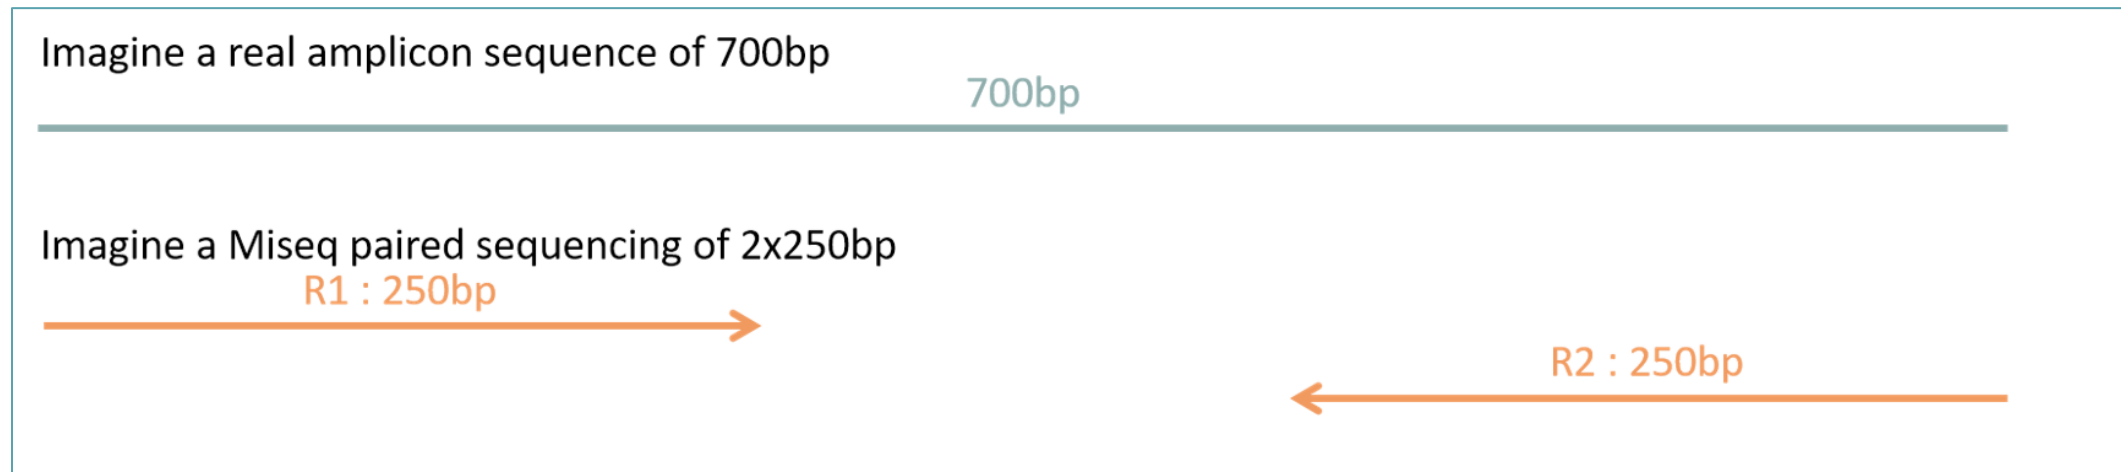 Imagine a real amplicon sequence of 700bp
700bp
Imagine a Miseq paired sequencing of 2x250bp
R1 : 250bp
R2 : 250bp